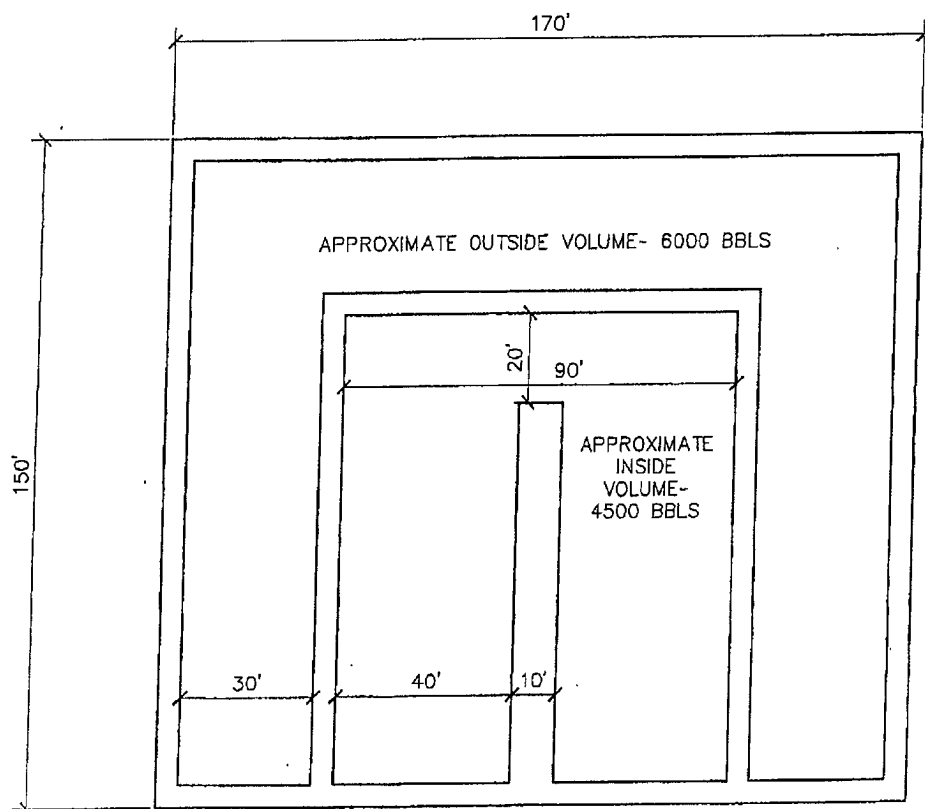 170'
APPROXIMATE OUTSIDE VOLUME- 6000 BBLS
20'
90'
APPROXIMATE
INSIDE
VOLUME-
4500 BBLS
150'
30'
40'
10'